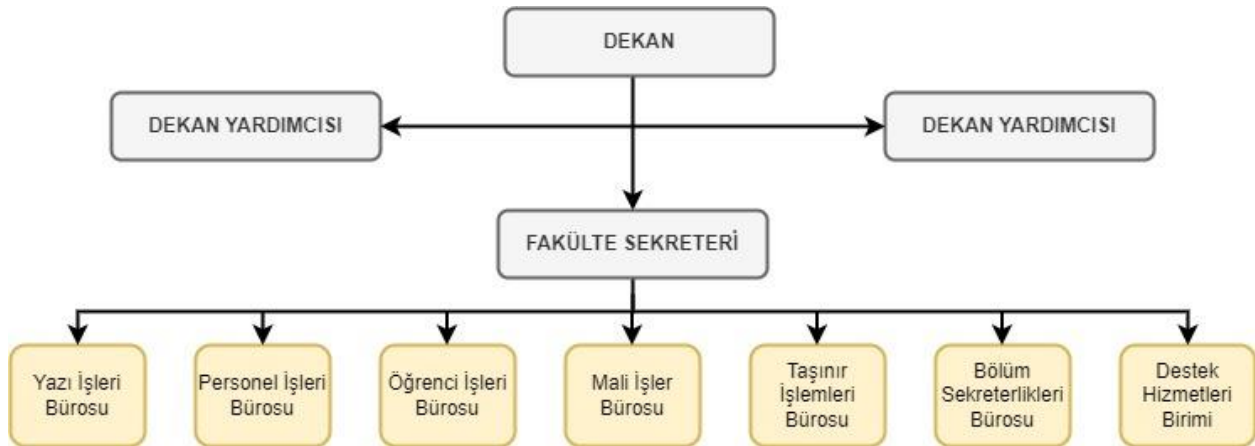 DEKAN
DEKAN YARDIMCISI
DEKAN YARDIMCISI
FAKÜLTE SEKRETERİ
Yazı İşleri
Bürosu
Personel İşleri
Bürosu
Öğrenci İşleri
Bürosu
Mali İşler
Bürosu
Taşınır
İşlemleri
Bürosu
Bölüm
Sekreterlikleri
Bürosu
Destek
Hizmetleri
Birimi